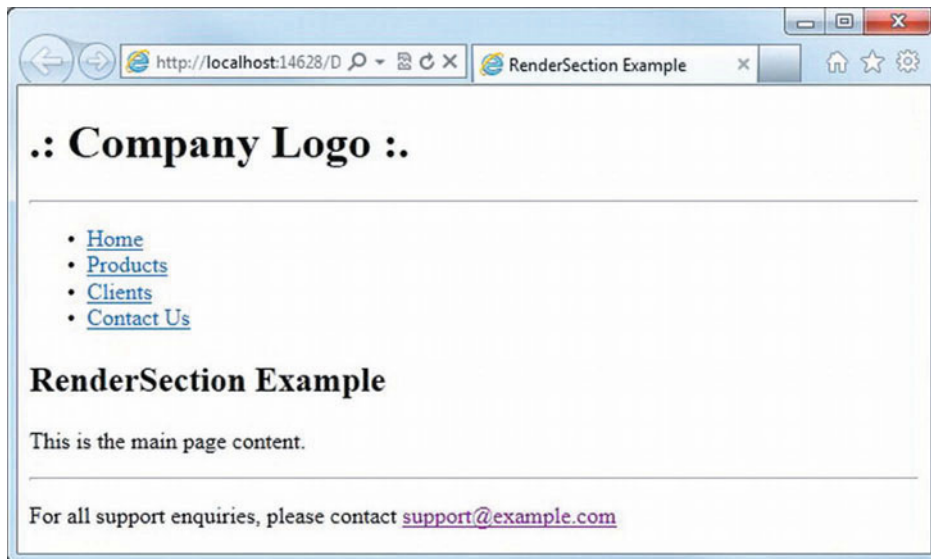 http://localhost:14628/D
RenderSection Example
.: Company Logo :.
• Home
• Products
• Clients
• Contact Us
RenderSection Example
This is the main page content.
For all support enquiries, please contact support@example.com